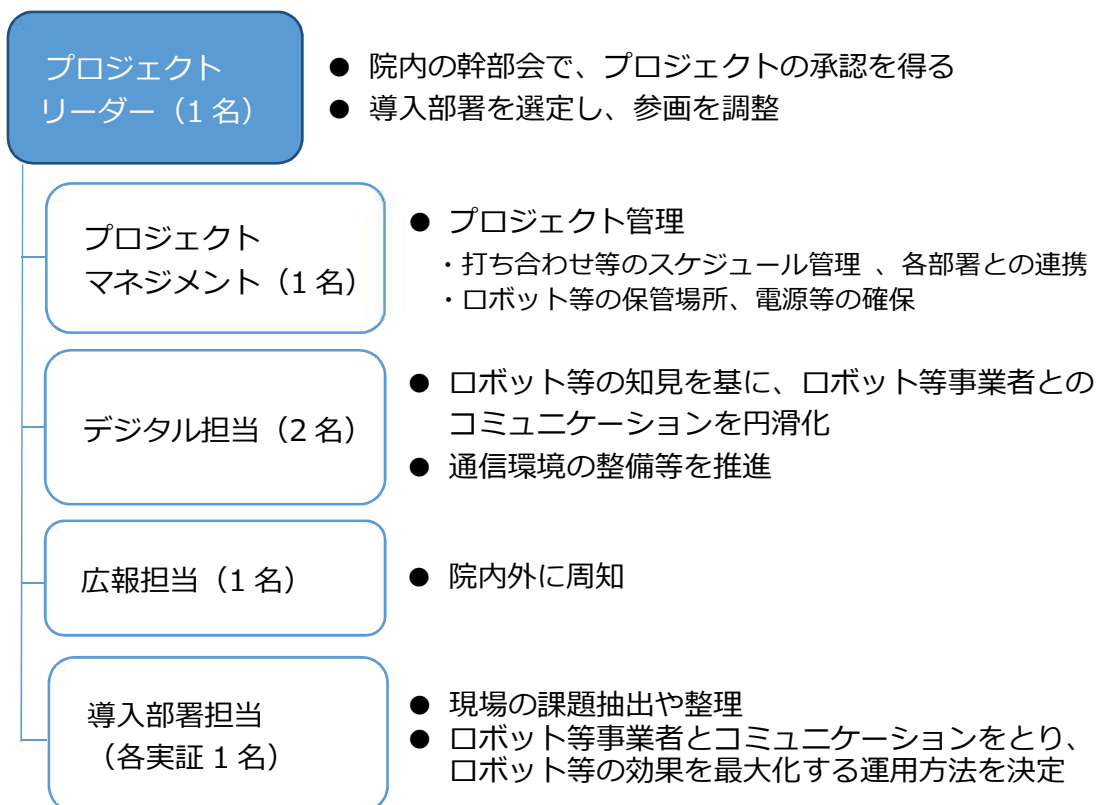 プロジェクト
リーダー（1 名）
● 院内の幹部会で、プロジェクトの承認を得る
● 導入部署を選定し、参画を調整
プロジェクト
マネジメント（1 名）
● プロジェクト管理
・打ち合わせ等のスケジュール管理 、各部署との連携
・ロボット等の保管場所、電源等の確保
デジタル担当（2 名）
● ロボット等の知見を基に、ロボット等事業者との
コミュニケーションを円滑化
● 通信環境の整備等を推進
広報担当（1 名）
● 院内外に周知
導入部署担当
（各実証 1 名）
● 現場の課題抽出や整理
● ロボット等事業者とコミュニケーションをとり、
ロボット等の効果を最大化する運用方法を決定